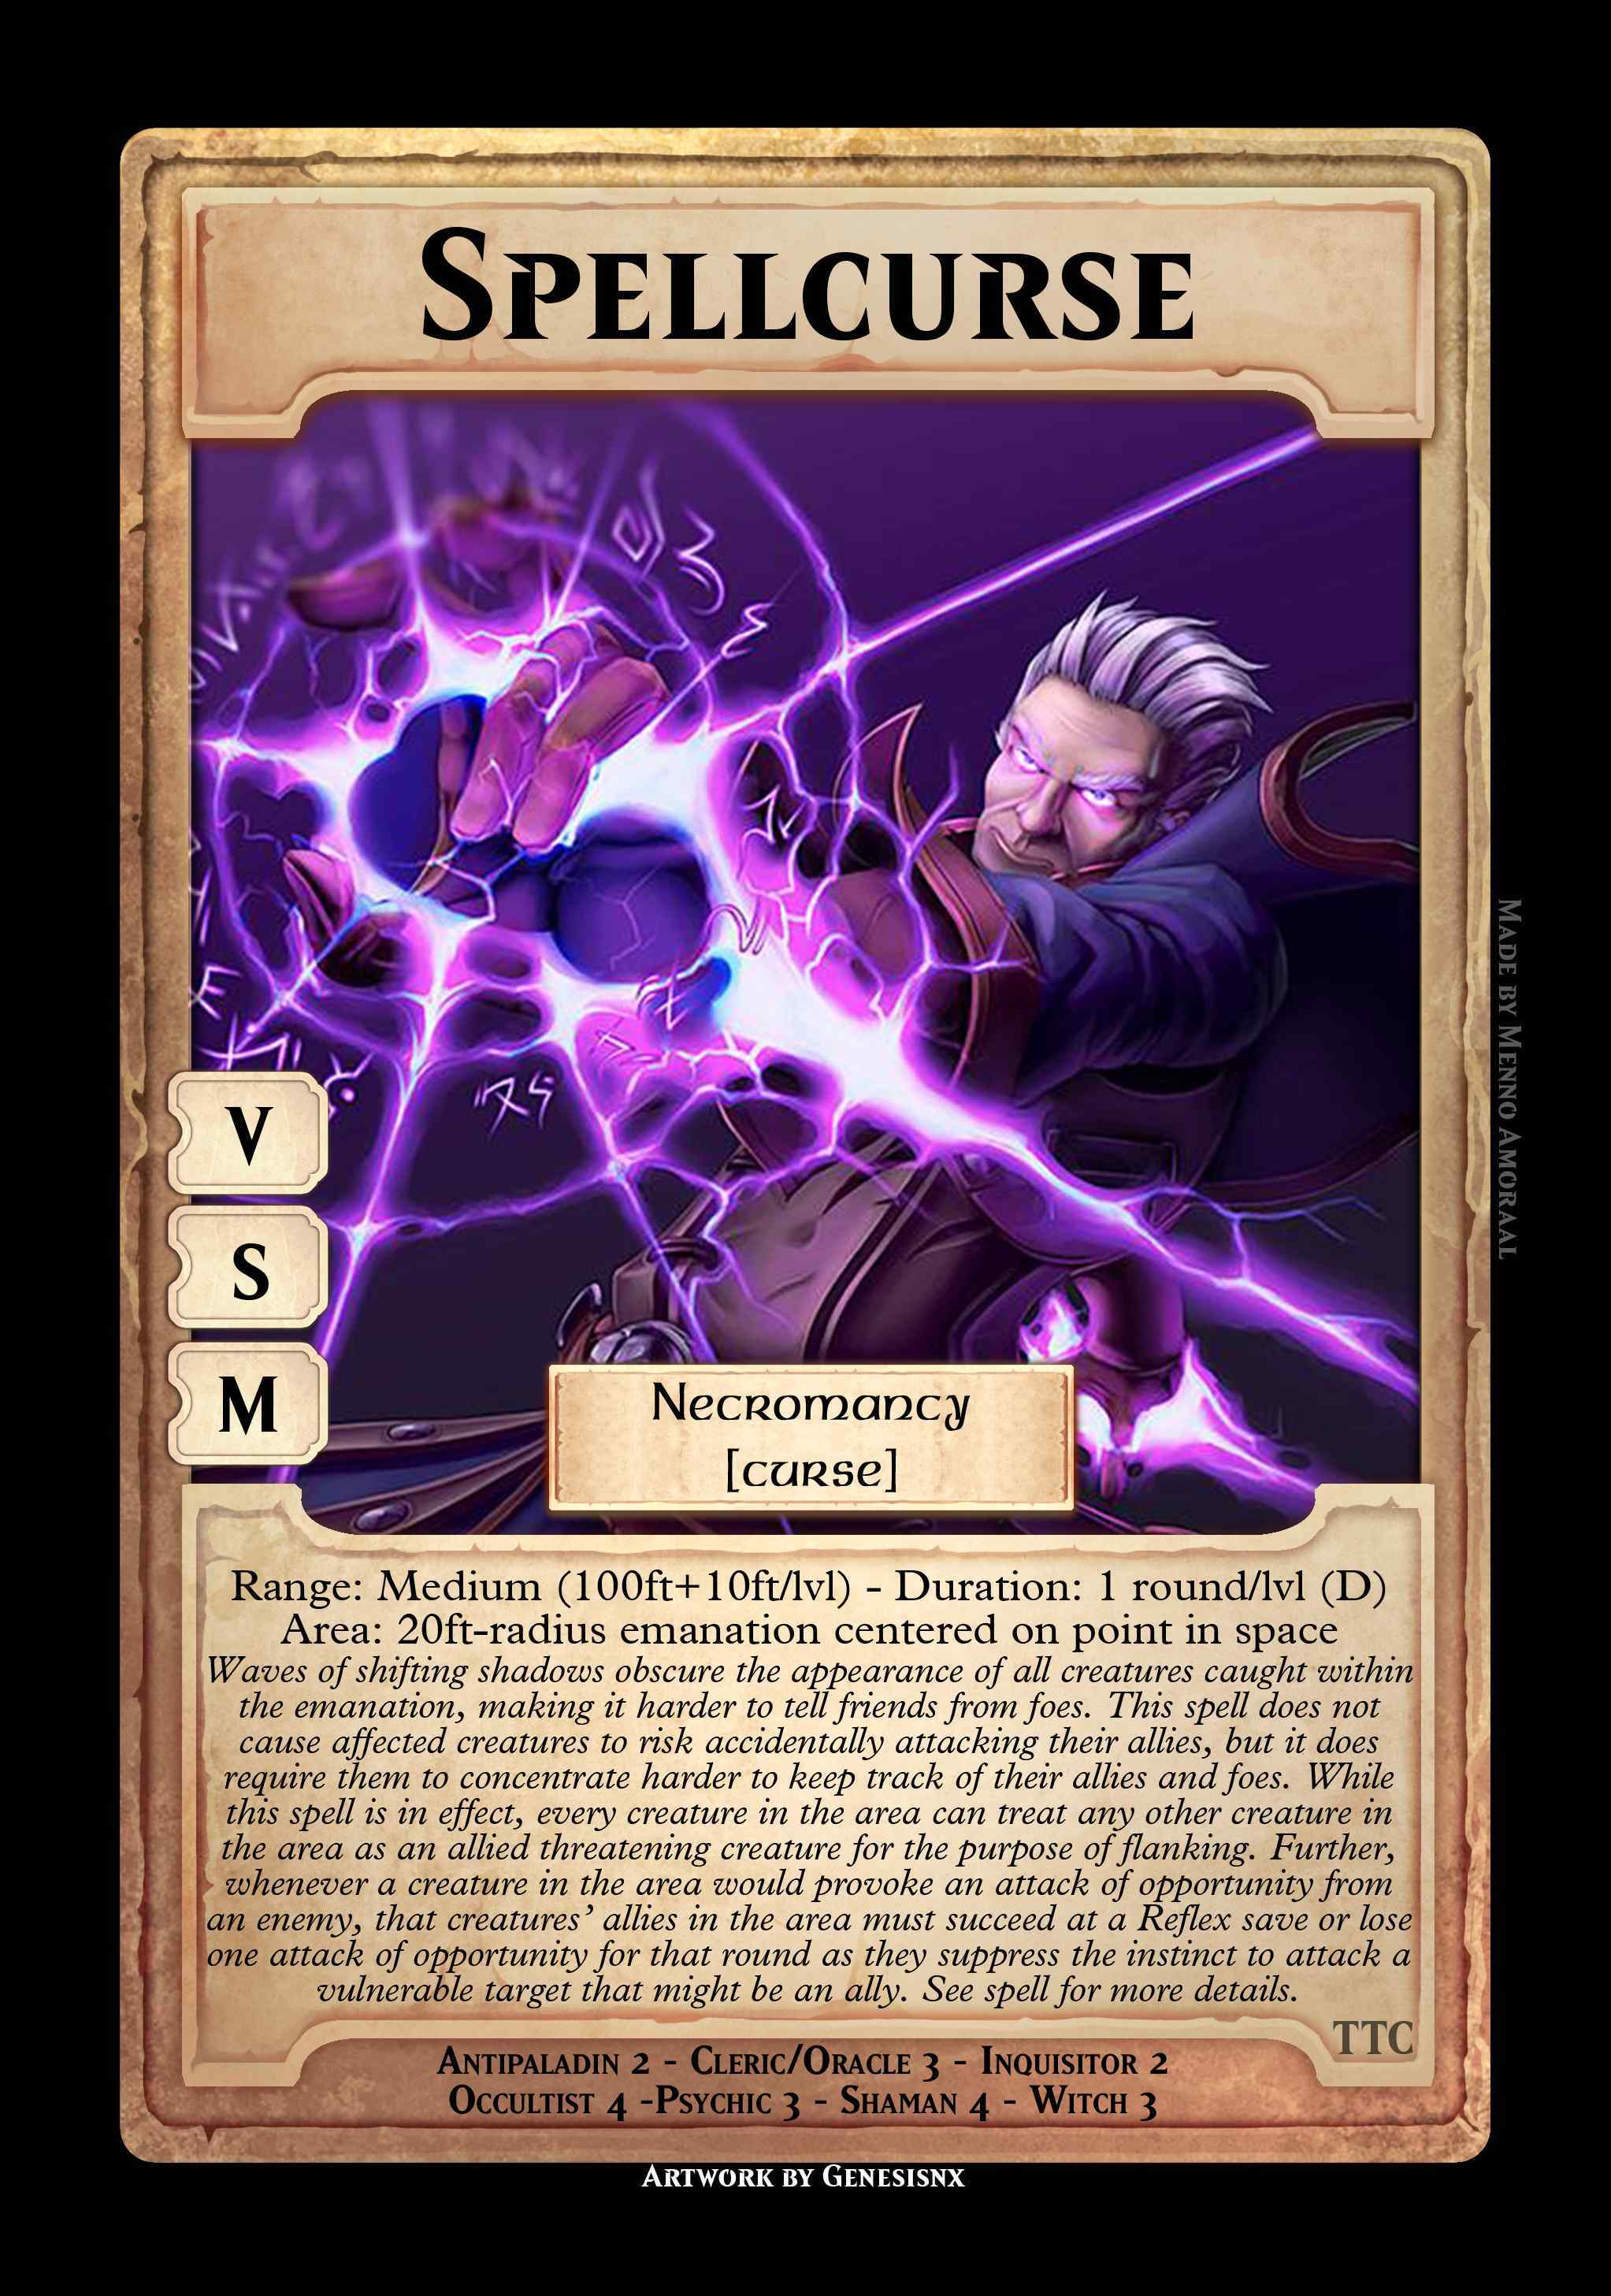 Spellcurse
V
S
M
Necromancy
[curse]
Range: Medium (100ft+10ft/lvl) - Duration: 1 round/lvl (D)
Area: 20ft-radius emanation centered on point in space
Waves of shifting shadows obscure the appearance of all creatures caught within
the emanation, making it harder to tell friends from foes. This spell does not
cause affected creatures to risk accidentally attacking their allies, but it does
require them to concentrate harder to keep track of their allies and foes. While
this spell is in effect, every creature in the area can treat any other creature in
the area as an allied threatening creature for the purpose of flanking. Further,
whenever a creature in the area would provoke an attack of opportunity from
an enemy, that creatures’ allies in the area must succeed at a Reflex save or lose
one attack of opportunity for that round as they suppress the instinct to attack a
vulnerable target that might be an ally. See spell for more details.
TTC
Antipaladin 2 - Cleric/Oracle 3 - Inquisitor 2
Occultist 4 -Psychic 3 - Shaman 4 - Witch 3
Artwork by Genesisnx
Made by Menno Amoraal